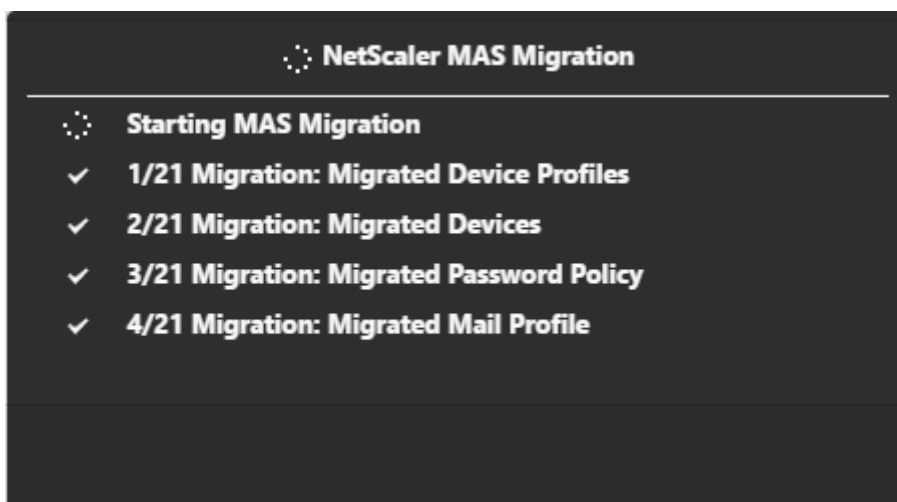 NetScaler MAS Migration
Starting MAS Migration
1/21 Migration: Migrated Device Profiles
2/21 Migration: Migrated Devices
3/21 Migration: Migrated Password Policy
4/21 Migration: Migrated Mail Profile